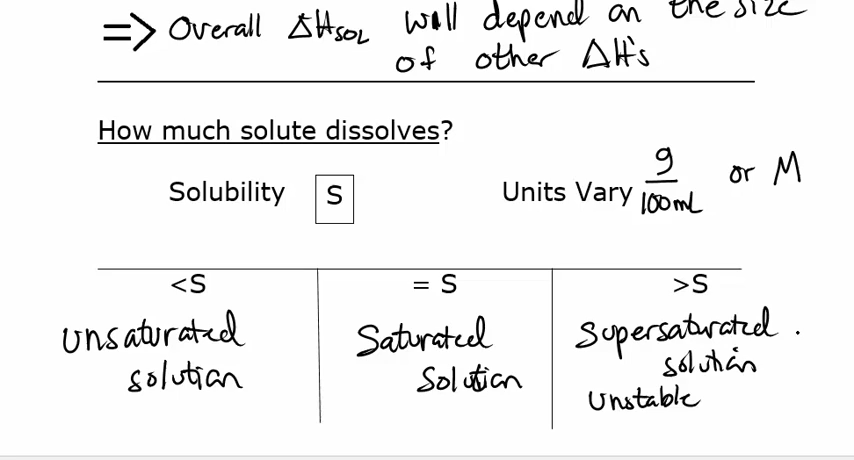 => Overall ΔH_SOL will depend on the size
of other ΔH's
How much solute dissolves?
Solubility S Units Vary g/100mL or M
<S = S >S
Unsaturated solution
Saturated Solution
Supersaturated solution.
Unstable